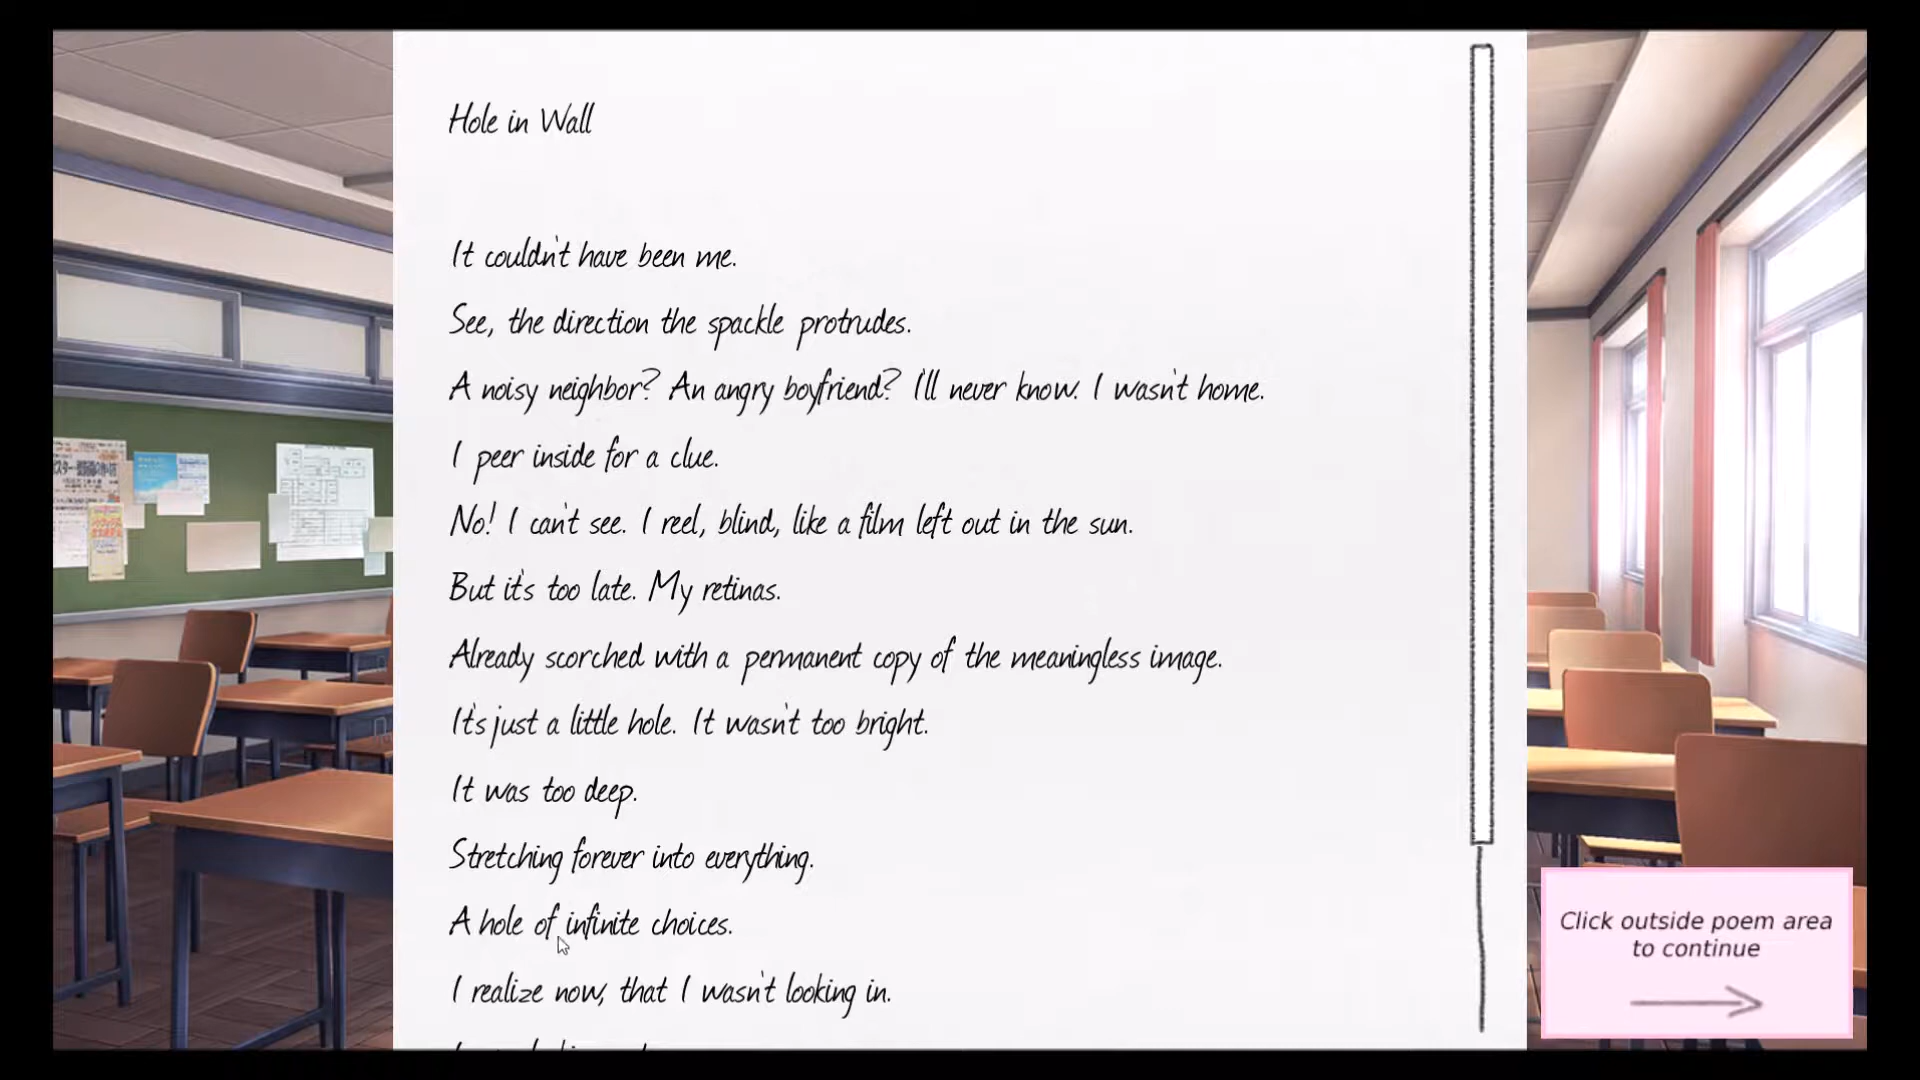 Hole in Wall
It couldn't have been me.
See, the direction the spackle protrudes.
A noisy neighbor? An angry boyfriend? I'll never know. I wasn't home.
I peer inside for a clue.
No! I can't see. I reel, blind, like a film left out in the sun.
But it's too late. My retinas.
Already scorched with a permanent copy of the meaningless image.
It's just a little hole. It wasn't too bright.
It was too deep.
Stretching forever into everything.
A hole of infinite choices.
I realize now, that I wasn't looking in.
Click outside poem area
to continue